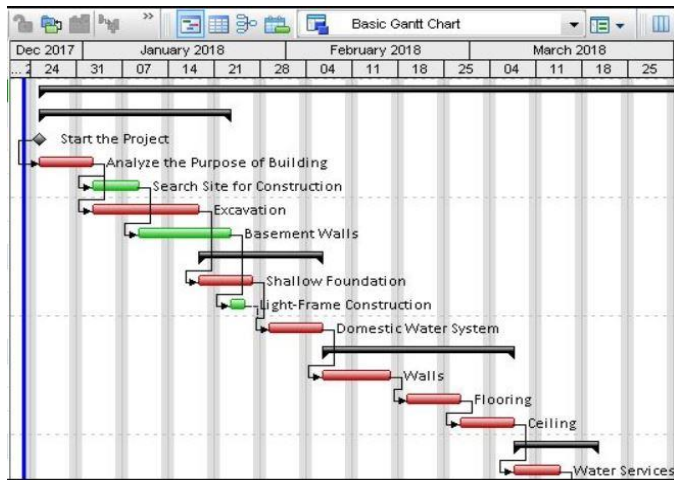 Basic Gantt Chart
Dec 2017 January 2018 February 2018 March 2018
... 2 24 31 07 14 21 28 04 11 18 25 04 11 18 25
Start the Project
Analyze the Purpose of Building
Search Site for Construction
Excavation
Basement Walls
Shallow Foundation
Light-Frame Construction
Domestic Water System
Walls
Flooring
Ceiling
Water Services